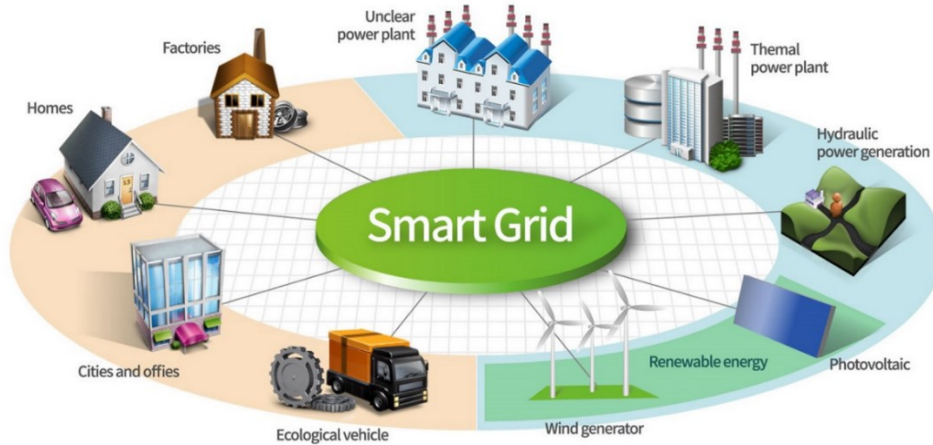 Unclear
power plant
Factories
Themal
power plant
Homes
Hydraulic
power generation
Smart Grid
Renewable energy
Photovoltaic
Cities and offies
Wind generator
Ecological vehicle